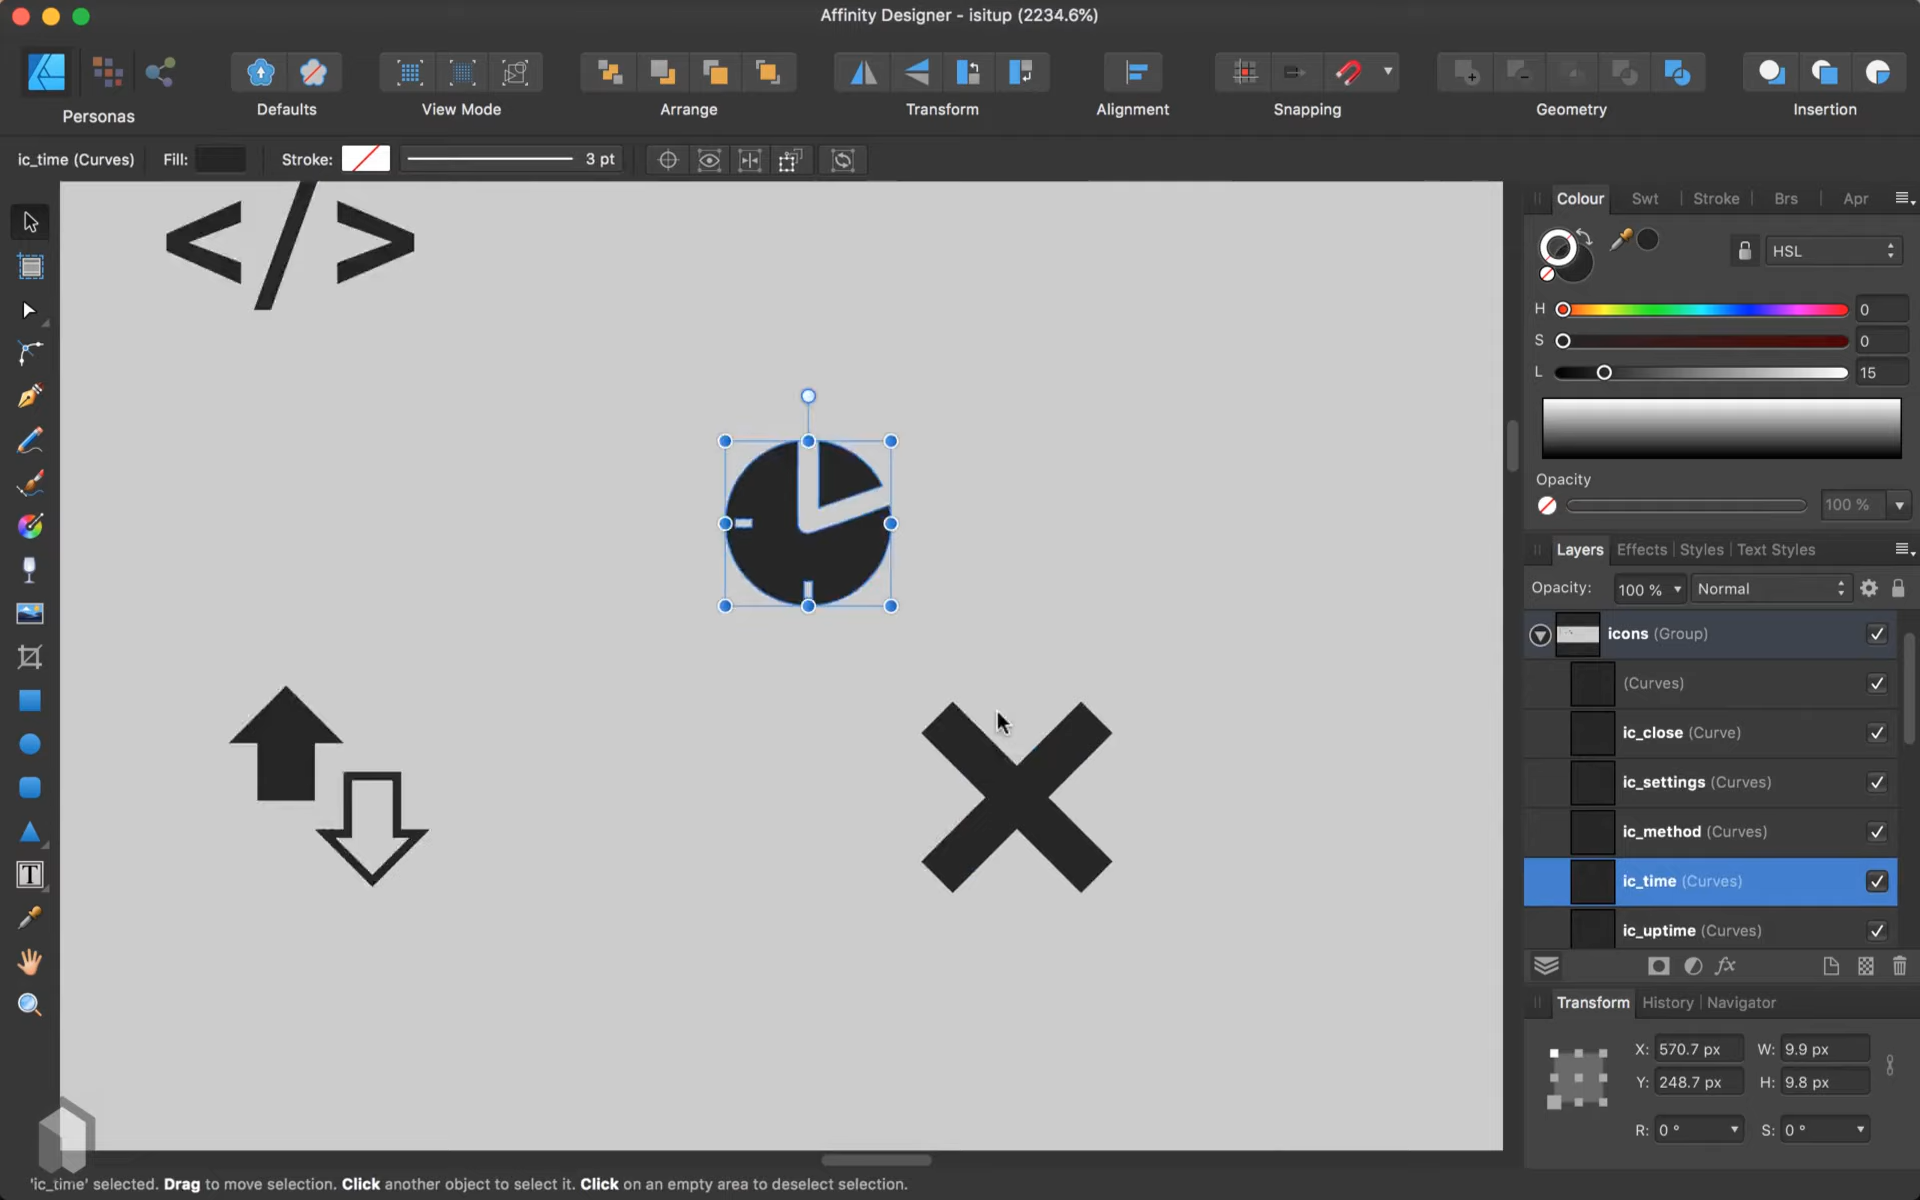 Affinity Designer - isitup (2234.6%)
Personas
Defaults
View Mode
Arrange
Transform
Alignment
Snapping
Geometry
Insertion
ic_time (Curves)
Fill:
Stroke:
3 pt
</>
Colour
Swt
Stroke
Brs
Apr
HSL
H
0
S
0
L
15
Opacity
100 %
Layers
Effects
Styles
Text Styles
Opacity:
100 %
Normal
icons (Group)
(Curves)
ic_close (Curve)
ic_settings (Curves)
ic_method (Curves)
ic_time (Curves)
ic_uptime (Curves)
fx
Transform
History
Navigator
X: 570.7 px
W: 9.9 px
Y: 248.7 px
H: 9.8 px
R: 0 °
S: 0 °
T
'ic_time' selected. Drag to move selection. Click another object to select it. Click on an empty area to deselect selection.